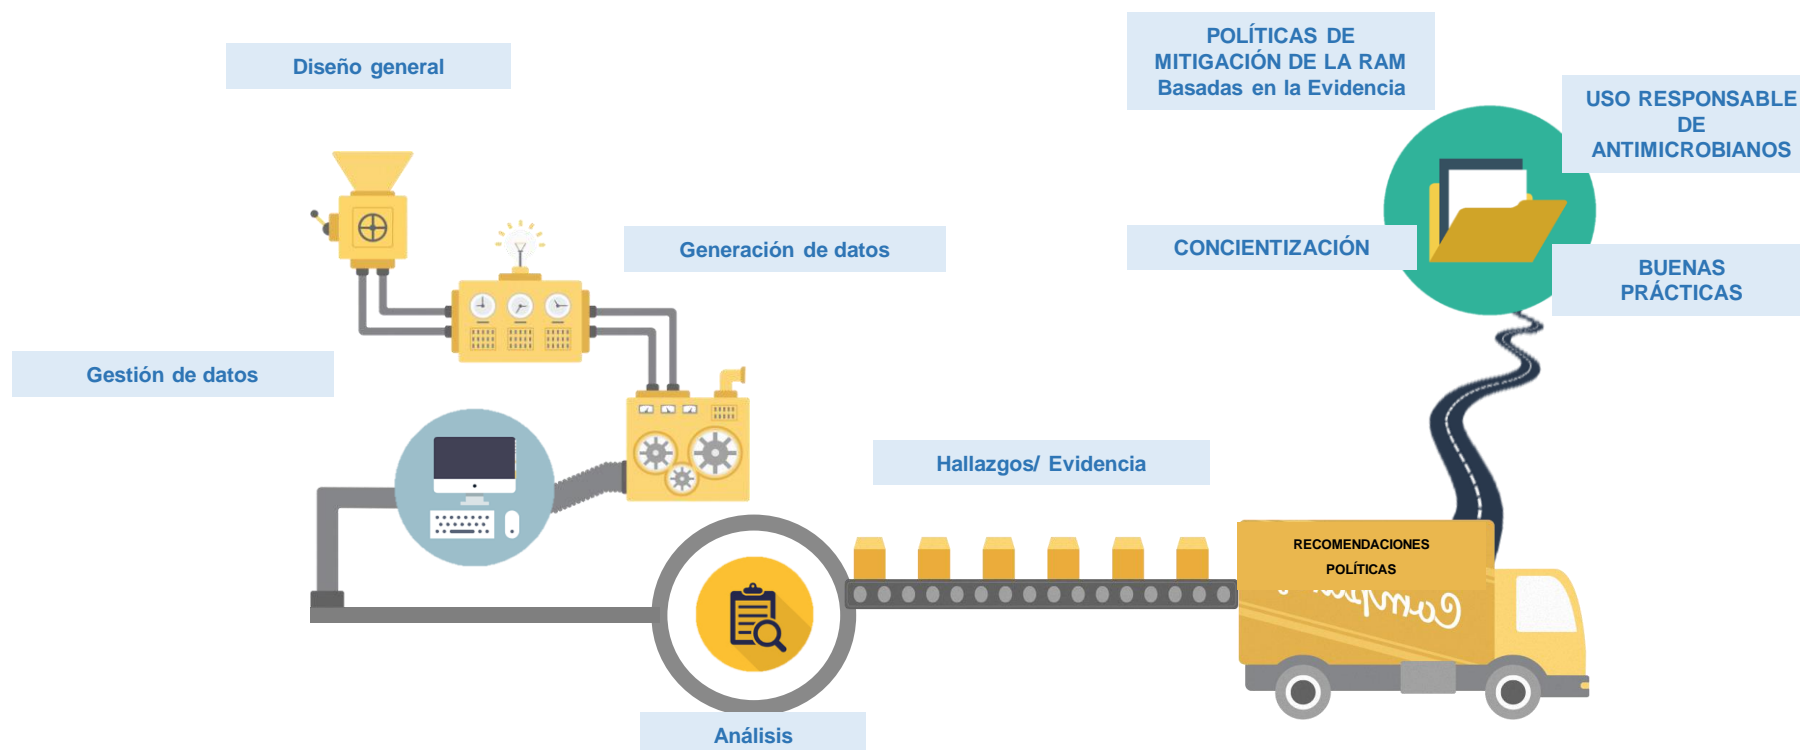 Diseño general
POLÍTICAS DE
MITIGACIÓN DE LA RAM
Basadas en la Evidencia
USO RESPONSABLE
DE
ANTIMICROBIANOS
Generación de datos
CONCIENTIZACIÓN
BUENAS
PRÁCTICAS
Gestión de datos
Hallazgos/ Evidencia
RECOMENDACIONES
POLÍTICAS
Análisis